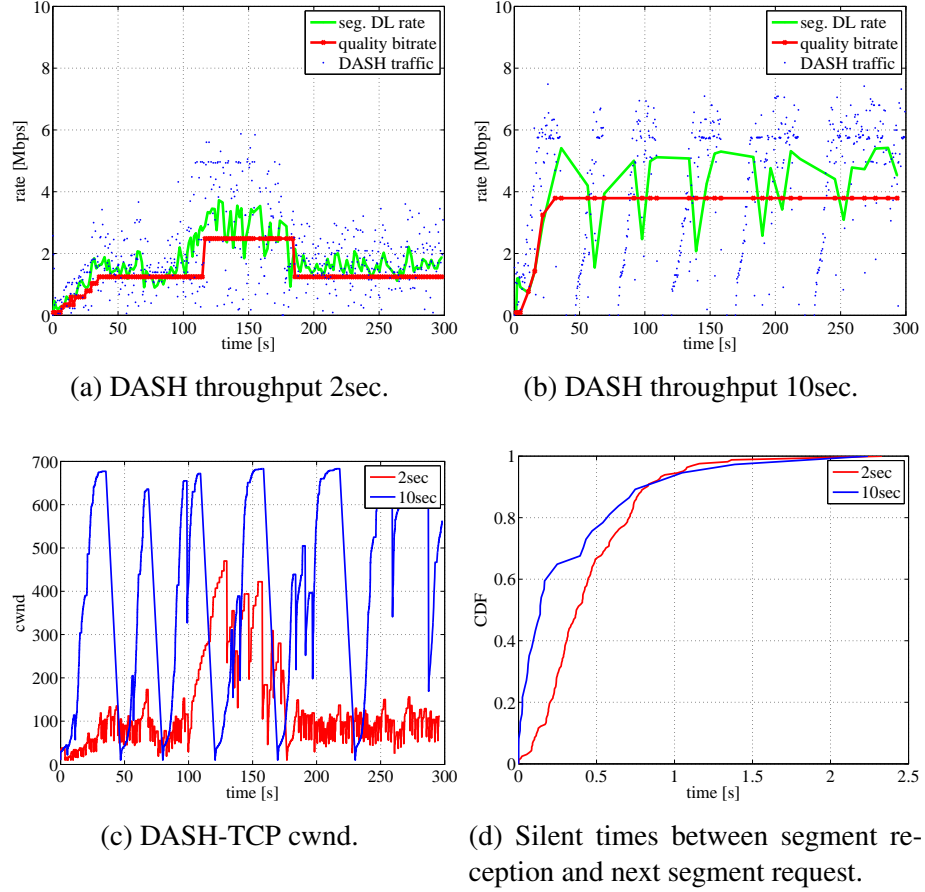 10
8
6
4
2
0
rate [Mbps]
0 50 100 150 200 250 300
time [s]
seg. DL rate
quality bitrate
DASH traffic
(a) DASH throughput 2sec.
10
8
6
4
2
0
rate [Mbps]
0 50 100 150 200 250 300
time [s]
seg. DL rate
quality bitrate
DASH traffic
(b) DASH throughput 10sec.
700
600
500
400
300
200
100
0
cwnd
0 50 100 150 200 250 300
time [s]
2sec
10sec
(c) DASH-TCP cwnd.
1
0.8
0.6
0.4
0.2
0
CDF
0 0.5 1 1.5 2 2.5
time [s]
2sec
10sec
(d) Silent times between segment re-
ception and next segment request.